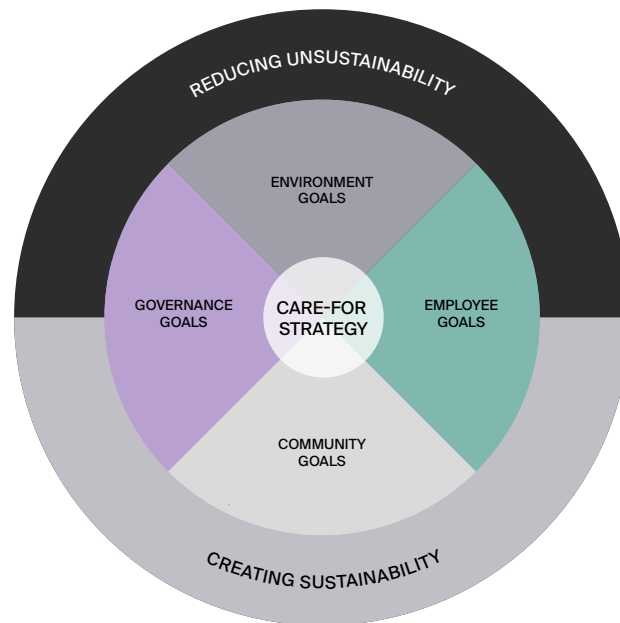 REDUCING UNSUSTAINABILITY
ENVIRONMENT
GOALS
GOVERNANCE
GOALS
CARE-FOR
STRATEGY
EMPLOYEE
GOALS
COMMUNITY
GOALS
CREATING SUSTAINABILITY